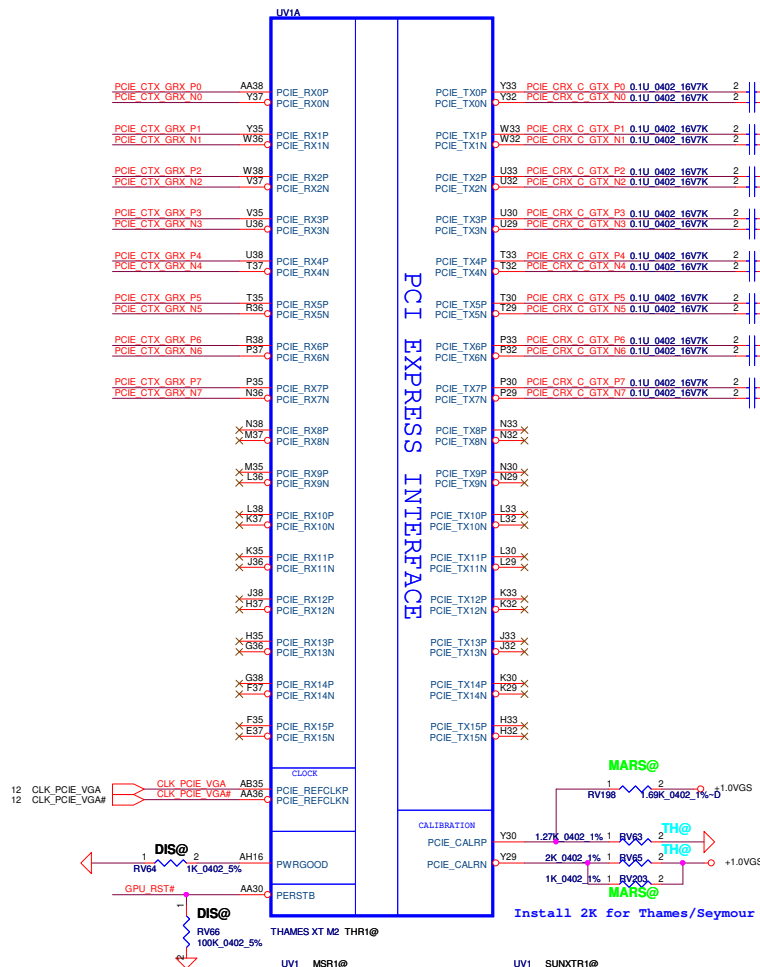 UV1A
PCIE_CTX_GRX_P0 AA38 PCIE_RX0P PCIE_TX0P Y33 PCIE_CRX_C_GTX_P0 0.1U_0402_16V7K 2
PCIE_CTX_GRX_N0 Y37 PCIE_RX0N PCIE_TX0N Y32 PCIE_CRX_C_GTX_N0 0.1U_0402_16V7K 2
PCIE_CTX_GRX_P1 Y35 PCIE_RX1P PCIE_TX1P W33 PCIE_CRX_C_GTX_P1 0.1U_0402_16V7K 2
PCIE_CTX_GRX_N1 W36 PCIE_RX1N PCIE_TX1N W32 PCIE_CRX_C_GTX_N1 0.1U_0402_16V7K 2
PCIE_CTX_GRX_P2 W38 PCIE_RX2P PCIE_TX2P U33 PCIE_CRX_C_GTX_P2 0.1U_0402_16V7K 2
PCIE_CTX_GRX_N2 V37 PCIE_RX2N PCIE_TX2N U32 PCIE_CRX_C_GTX_N2 0.1U_0402_16V7K 2
PCIE_CTX_GRX_P3 V35 PCIE_RX3P PCIE_TX3P U30 PCIE_CRX_C_GTX_P3 0.1U_0402_16V7K 2
PCIE_CTX_GRX_N3 U36 PCIE_RX3N PCIE_TX3N U29 PCIE_CRX_C_GTX_N3 0.1U_0402_16V7K 2
PCIE_CTX_GRX_P4 U38 PCIE_RX4P PCIE_TX4P T33 PCIE_CRX_C_GTX_P4 0.1U_0402_16V7K 2
PCIE_CTX_GRX_N4 T37 PCIE_RX4N PCIE_TX4N T32 PCIE_CRX_C_GTX_N4 0.1U_0402_16V7K 2
PCIE_CTX_GRX_P5 T35 PCIE_RX5P PCIE_TX5P T30 PCIE_CRX_C_GTX_P5 0.1U_0402_16V7K 2
PCIE_CTX_GRX_N5 R36 PCIE_RX5N PCIE_TX5N T29 PCIE_CRX_C_GTX_N5 0.1U_0402_16V7K 2
PCIE_CTX_GRX_P6 R38 PCIE_RX6P PCIE_TX6P P33 PCIE_CRX_C_GTX_P6 0.1U_0402_16V7K 2
PCIE_CTX_GRX_N6 P37 PCIE_RX6N PCIE_TX6N P32 PCIE_CRX_C_GTX_N6 0.1U_0402_16V7K 2
PCIE_CTX_GRX_P7 P35 PCIE_RX7P PCIE_TX7P P30 PCIE_CRX_C_GTX_P7 0.1U_0402_16V7K 2
PCIE_CTX_GRX_N7 N36 PCIE_RX7N PCIE_TX7N P29 PCIE_CRX_C_GTX_N7 0.1U_0402_16V7K 2
PCI EXPRESS INTERFACE
N38 PCIE_RX8P PCIE_TX8P N33
M37 PCIE_RX8N PCIE_TX8N N32
M35 PCIE_RX9P PCIE_TX9P N30
L36 PCIE_RX9N PCIE_TX9N N29
L38 PCIE_RX10P PCIE_TX10P L33
K37 PCIE_RX10N PCIE_TX10N L32
K35 PCIE_RX11P PCIE_TX11P L30
J36 PCIE_RX11N PCIE_TX11N L29
J38 PCIE_RX12P PCIE_TX12P K33
H37 PCIE_RX12N PCIE_TX12N K32
H35 PCIE_RX13P PCIE_TX13P J33
G36 PCIE_RX13N PCIE_TX13N J32
G38 PCIE_RX14P PCIE_TX14P K30
F37 PCIE_RX14N PCIE_TX14N K29
F35 PCIE_RX15P PCIE_TX15P H33
E37 PCIE_RX15N PCIE_TX15N H32
MARS@
CLOCK
12 CLK_PCIE_VGA CLK_PCIE_VGA AB35 PCIE_REFCLKP
12 CLK_PCIE_VGA# CLK_PCIE_VGA# AA36 PCIE_REFCLKN
1 2 +1.0VGS
RV198 1.69K_0402_1%~D
CALIBRATION
TH@
PCIE_CALRP Y30 1.27K_0402_1% 1 RV63 2
TH@
PCIE_CALRN Y29 2K_0402_1% 1 RV65 2 +1.0VGS
1K_0402_1% 1 RV203 2
MARS@
Install 2K for Thames/Seymour
DIS@
1 2 AH16 PWRGOOD
RV64 1K_0402_5%
GPU_RST# AA30 PERSTB
1 DIS@
RV66
100K_0402_5%
2
THAMES XT M2 THR1@
UV1 MSR1@
UV1 SUNXTR1@